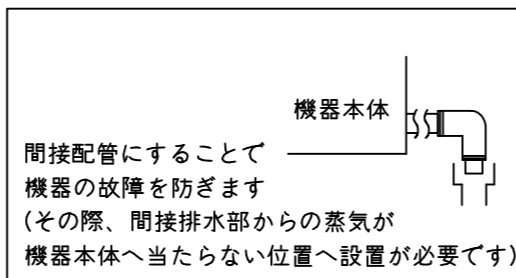 機器本体
間接配管にすることで
機器の故障を防ぎます
(その際、間接排水部からの蒸気が
機器本体へ当たらない位置へ設置が必要です)